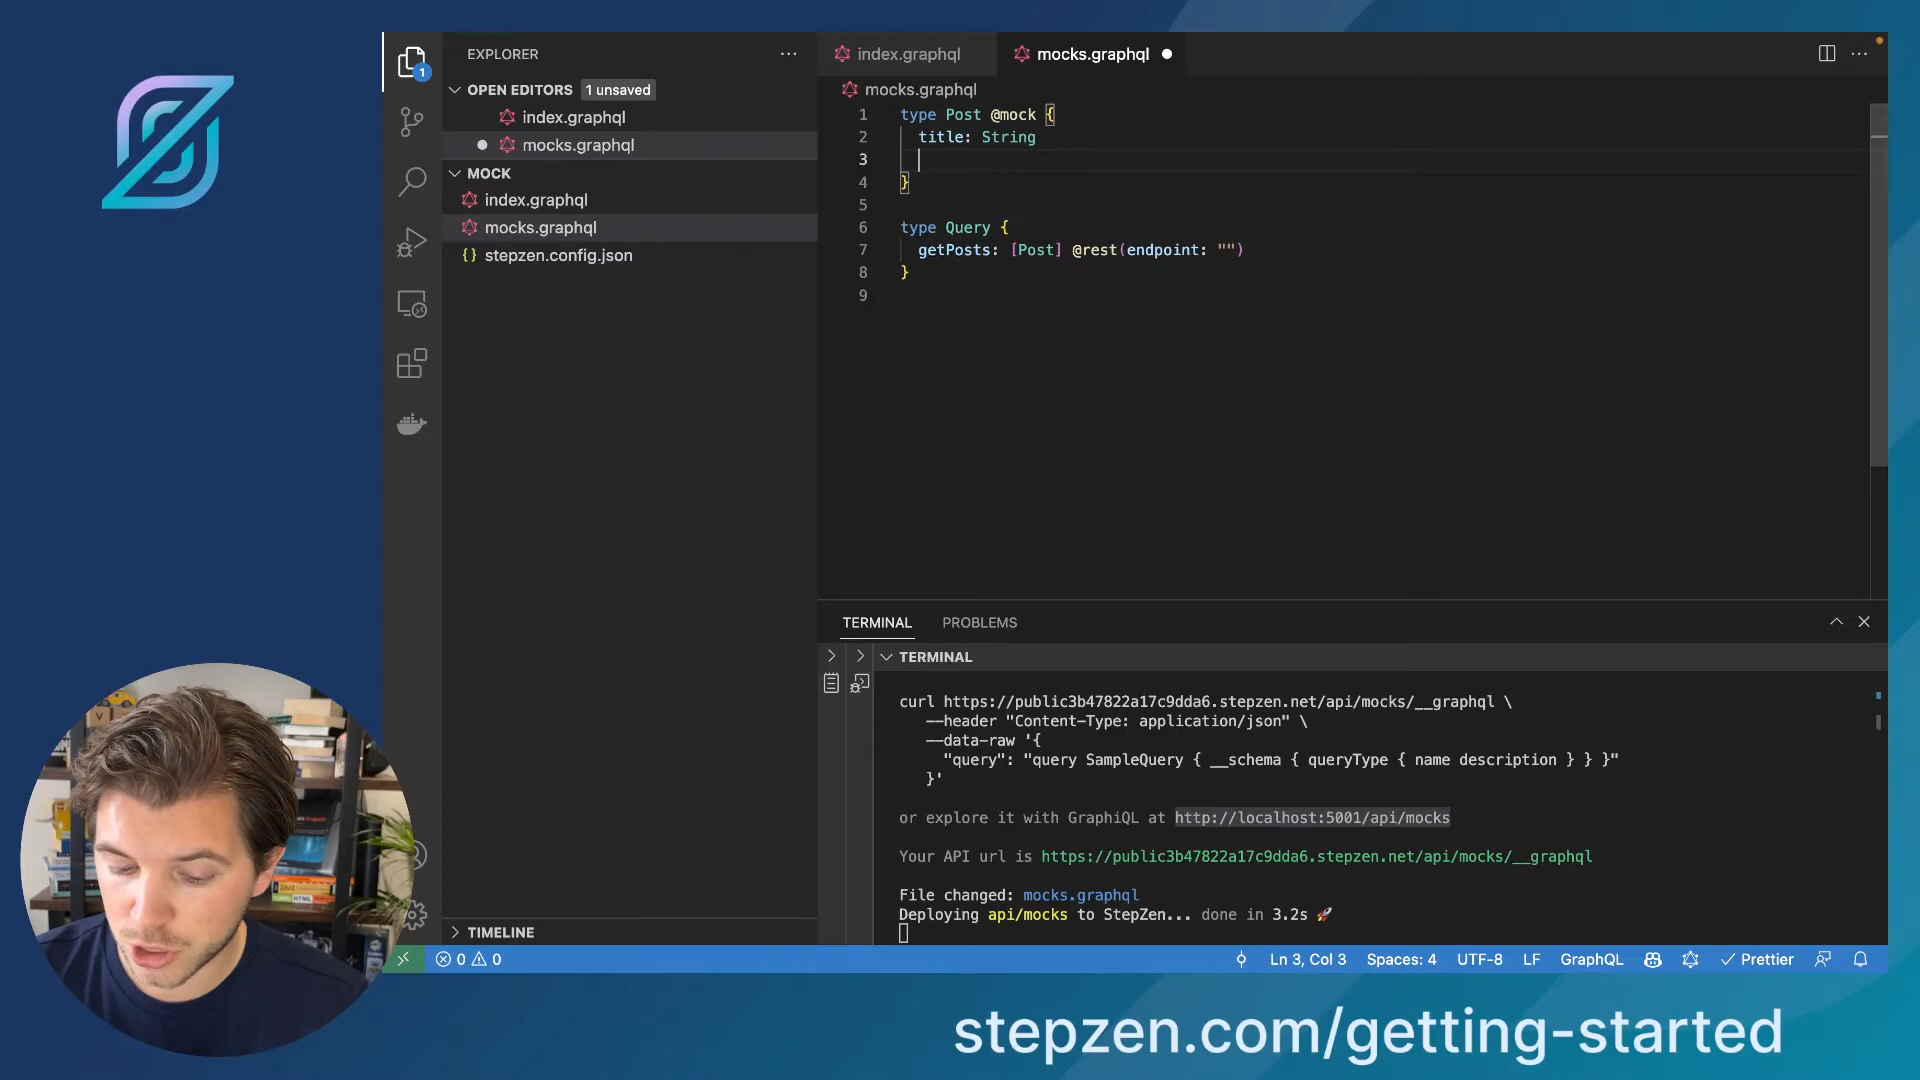 EXPLORER
OPEN EDITORS 1 unsaved
index.graphql
mocks.graphql
MOCK
index.graphql
mocks.graphql
stepzen.config.json
TIMELINE
index.graphql
mocks.graphql
mocks.graphql
1 type Post @mock {
2 title: String
3
4 }
5
6 type Query {
7 getPosts: [Post] @rest(endpoint: "")
8 }
9
TERMINAL PROBLEMS
TERMINAL
curl https://public3b47822a17c9dda6.stepzen.net/api/mocks/__graphql \
--header "Content-Type: application/json" \
--data-raw '{
"query": "query SampleQuery { __schema { queryType { name description } } }"
}'
or explore it with GraphiQL at http://localhost:5001/api/mocks
Your API url is https://public3b47822a17c9dda6.stepzen.net/api/mocks/__graphql
File changed: mocks.graphql
Deploying api/mocks to StepZen... done in 3.2s 🚀
0 0 Ln 3, Col 3 Spaces: 4 UTF-8 LF GraphQL Prettier
stepzen.com/getting-started